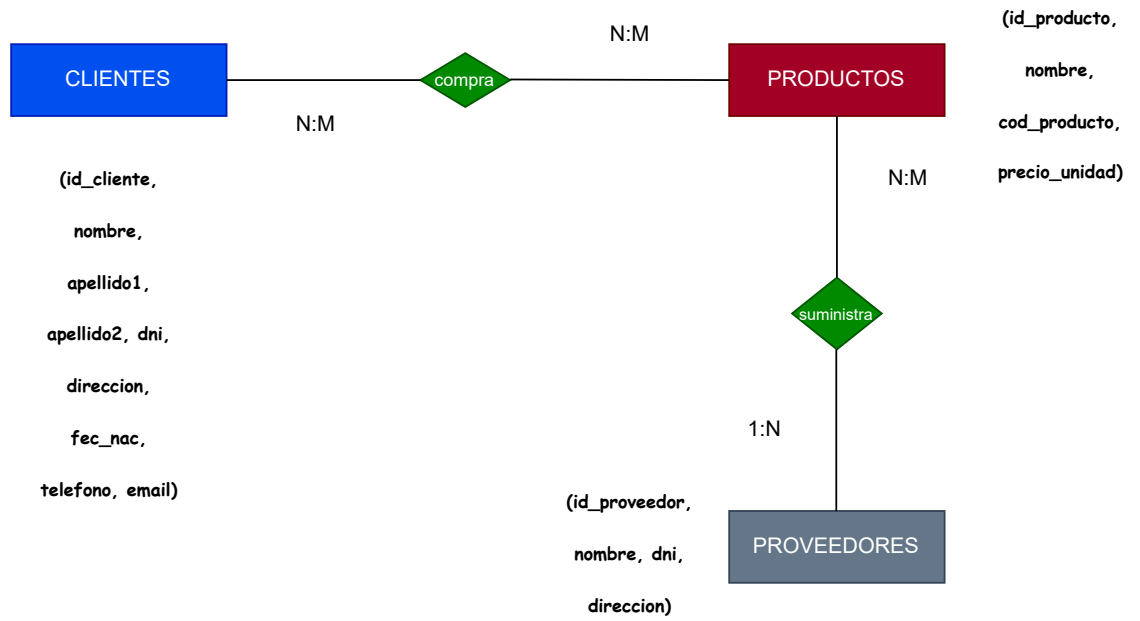 CLIENTES
N:M
compra
N:M
PRODUCTOS
(id_producto,
nombre,
cod_producto,
precio_unidad)
(id_cliente,
nombre,
apellido1,
apellido2, dni,
direccion,
fec_nac,
telefono, email)
N:M
suministra
1:N
PROVEEDORES
(id_proveedor,
nombre, dni,
direccion)